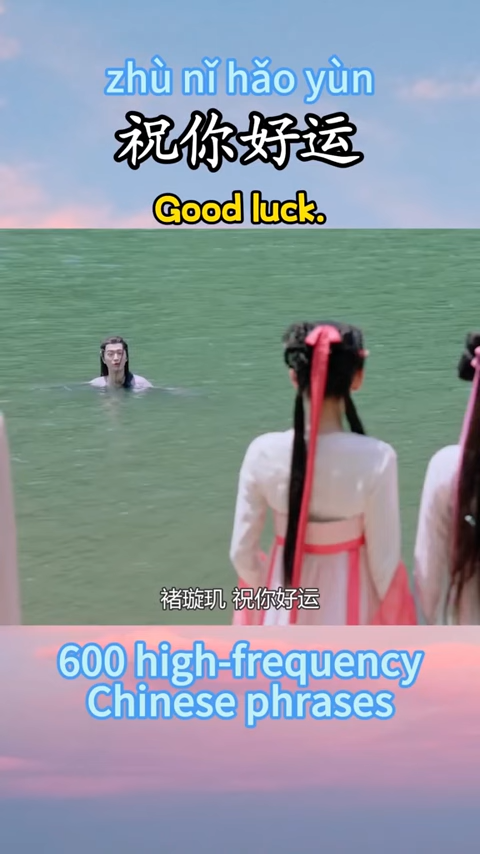 zhù nǐ hǎo yùn
祝你好运
Good luck.
褚璇玑 祝你好运
600 high-frequency
Chinese phrases